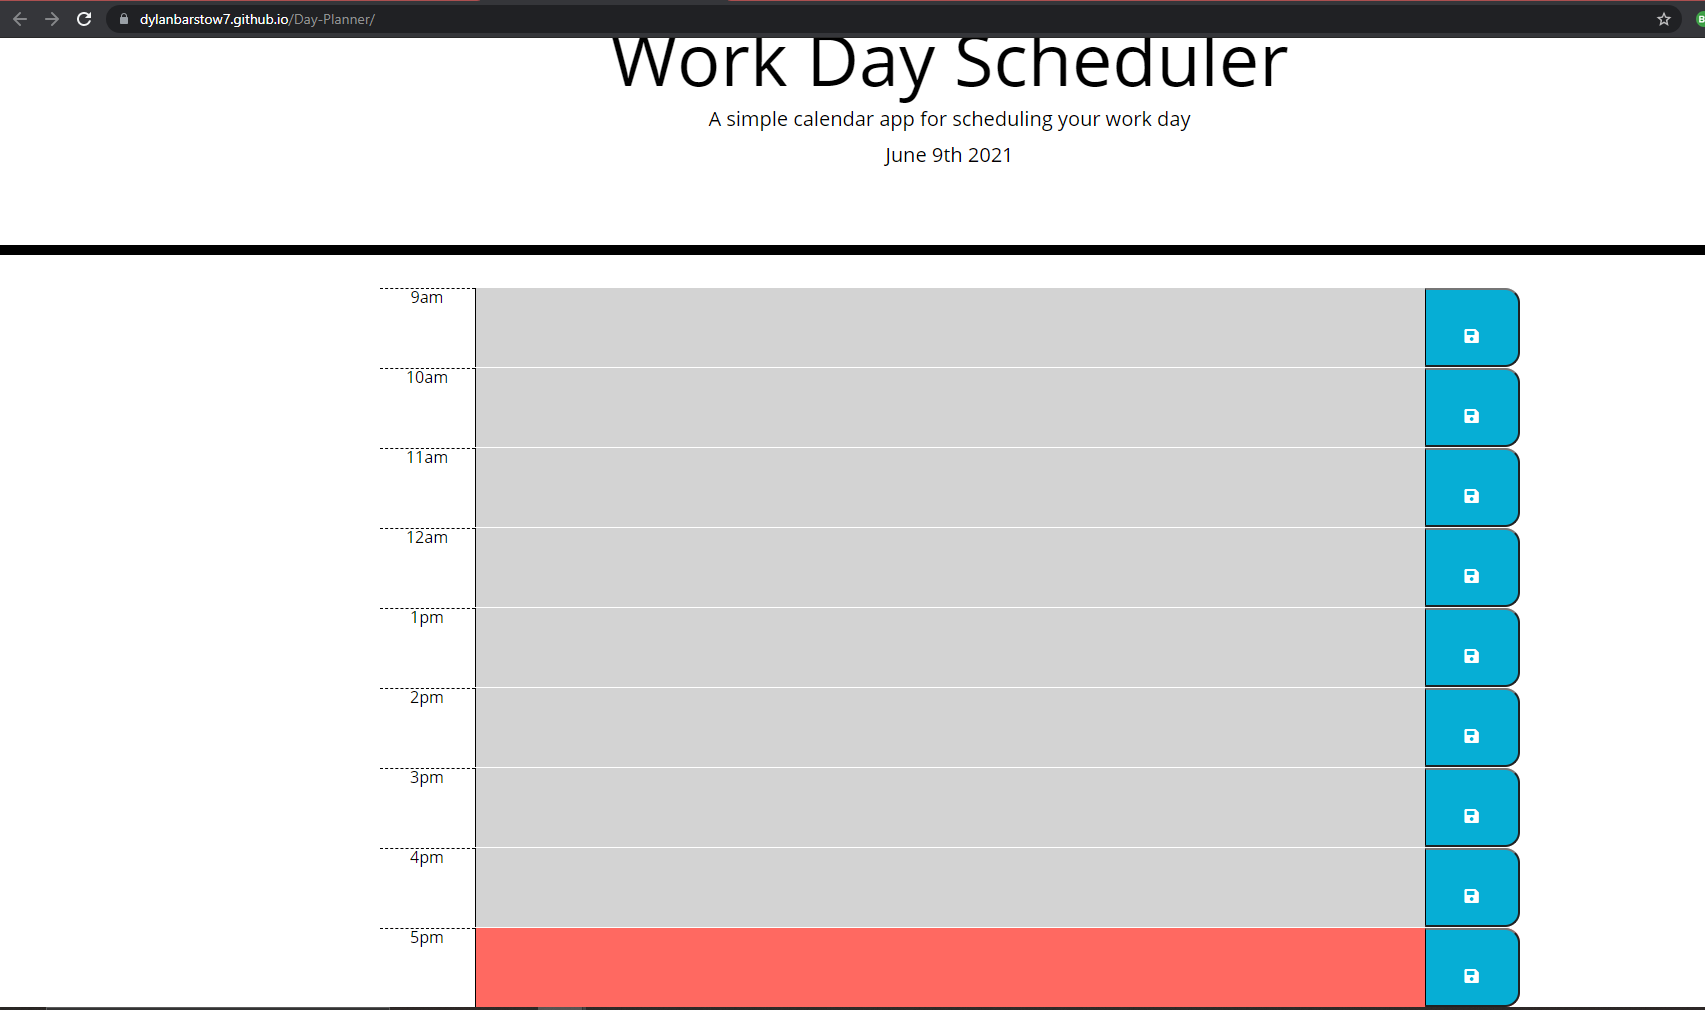 dylanbarstow7.github.io/Day-Planner/
Work Day Scheduler
A simple calendar app for scheduling your work day
June 9th 2021
9am
10am
11am
12am
1pm
2pm
3pm
4pm
5pm